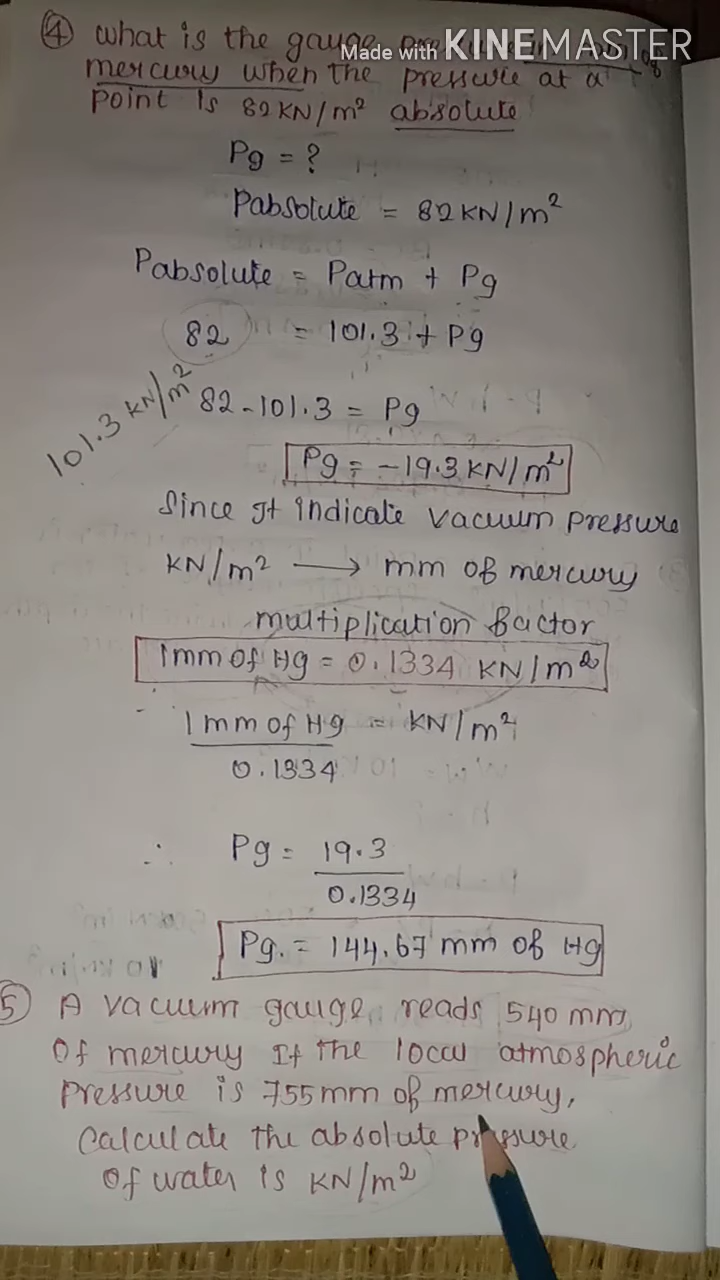 Made with KINEMASTER
④ What is the gauge
mercury when the pressure at a
point is 82 KN/m² absolute
Pg = ?
Pabsolute = 82 KN/m²
Pabsolute = Patm + Pg
82 = 101.3 + Pg
101.3 KN/m²
82 - 101.3 = Pg
Pg = -19.3 KN/m²
Since It indicate vacuum pressure
KN/m² → mm of mercury
multiplication factor
1mm of Hg = 0.1334 KN/m²
1 mm of Hg = KN/m²
0.1334
∴ Pg = 19.3
0.1334
Pg. = 144.67 mm of Hg
⑤ A vacuum gauge reads 540 mm
Of mercury If the local atmospheric
pressure is 755mm of mercury,
Calculate the absolute pressure
Of water is KN/m²